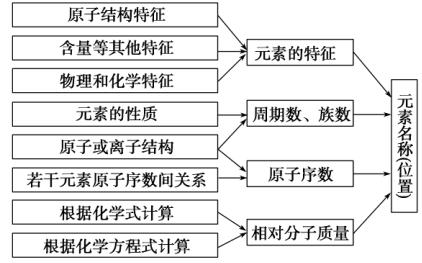 原子结构特征
含量等其他特征
物理和化学特征
元素的性质
原子或离子结构
若干元素原子序数间关系
根据化学式计算
根据化学方程式计算
元素的特征
周期数、族数
原子序数
相对分子质量
元素名称(位置)